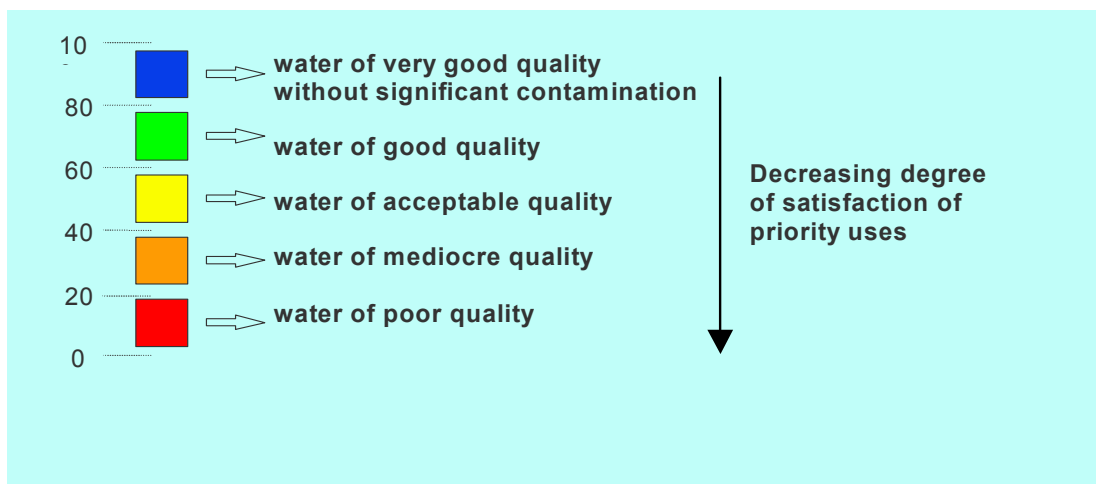 10
water of very good quality
without significant contamination
80
water of good quality
60
water of acceptable quality
40
water of mediocre quality
20
water of poor quality
0
Decreasing degree
of satisfaction of
priority uses